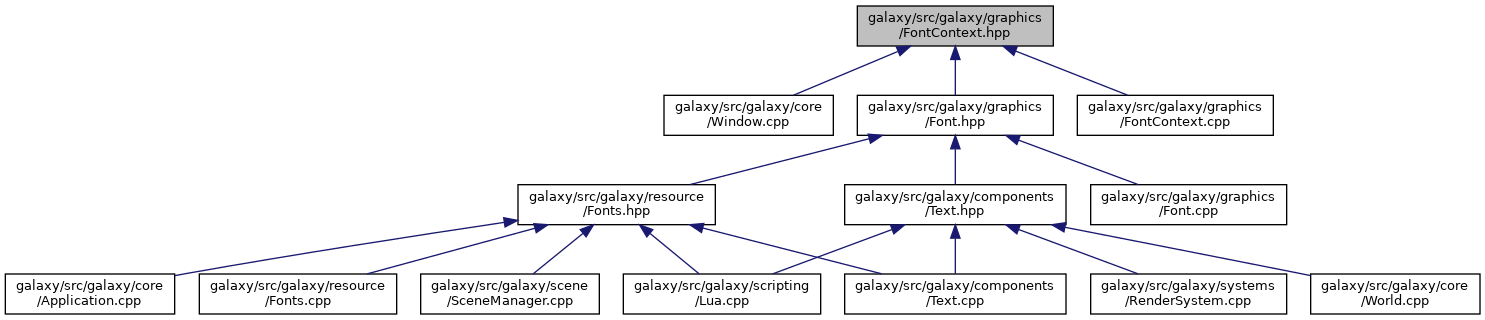 galaxy/src/galaxy/graphics
/FontContext.hpp
galaxy/src/galaxy/core
/Window.cpp
galaxy/src/galaxy/graphics
/Font.hpp
galaxy/src/galaxy/graphics
/FontContext.cpp
galaxy/src/galaxy/resource
/Fonts.hpp
galaxy/src/galaxy/components
/Text.hpp
galaxy/src/galaxy/graphics
/Font.cpp
galaxy/src/galaxy/core
/Application.cpp
galaxy/src/galaxy/resource
/Fonts.cpp
galaxy/src/galaxy/scene
/SceneManager.cpp
galaxy/src/galaxy/scripting
/Lua.cpp
galaxy/src/galaxy/components
/Text.cpp
galaxy/src/galaxy/systems
/RenderSystem.cpp
galaxy/src/galaxy/core
/World.cpp